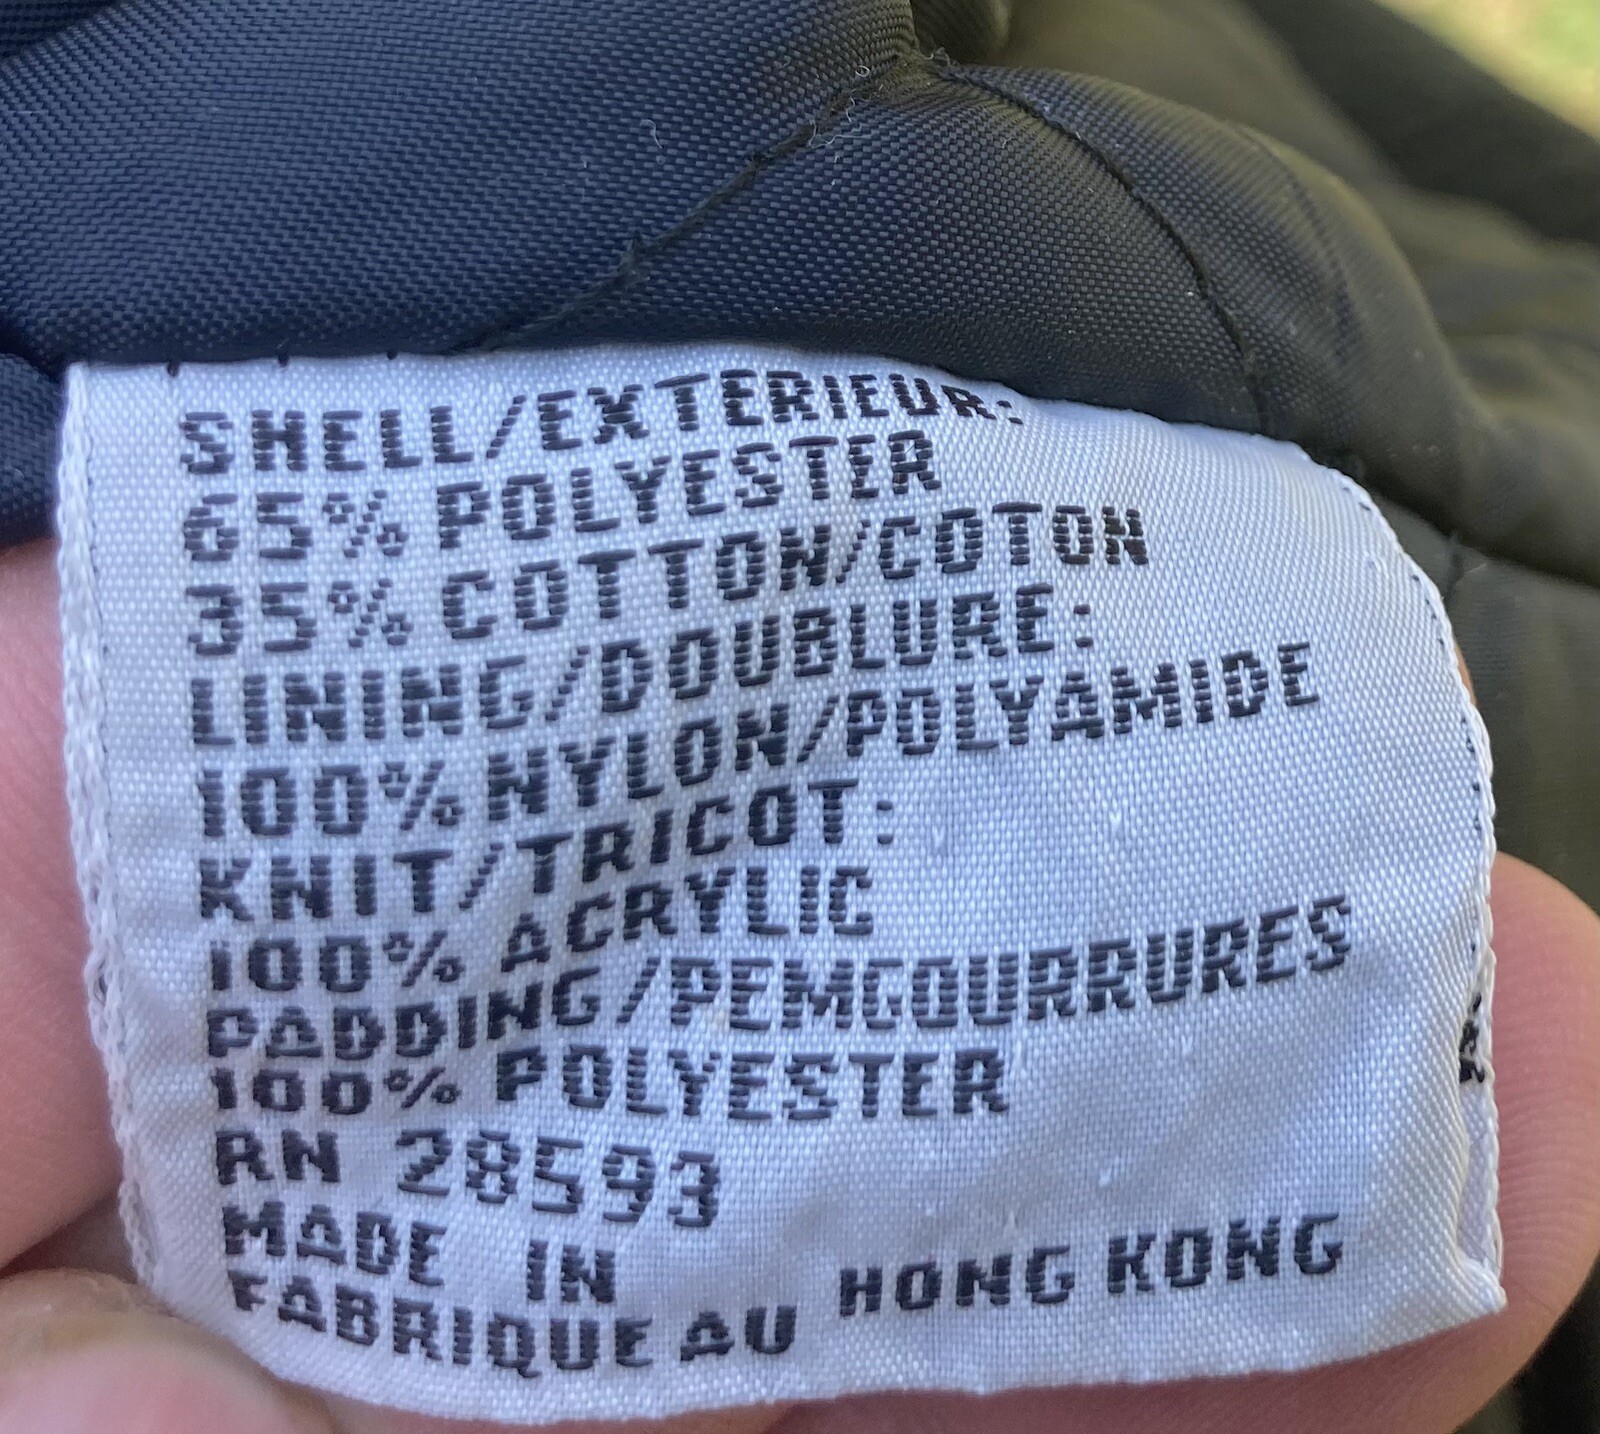 SHELL/EXTERIEUR:
65% POLYESTER
35% COTTON/COTON
LINING/DOUBLURE:
100% NYLON/POLYAMIDE
KNIT/TRICOT:
100% ACRYLIC
PADDING/PEMGOURRURES
100% POLYESTER
RN 28593
MADE IN
FABRIQUE AU HONG KONG